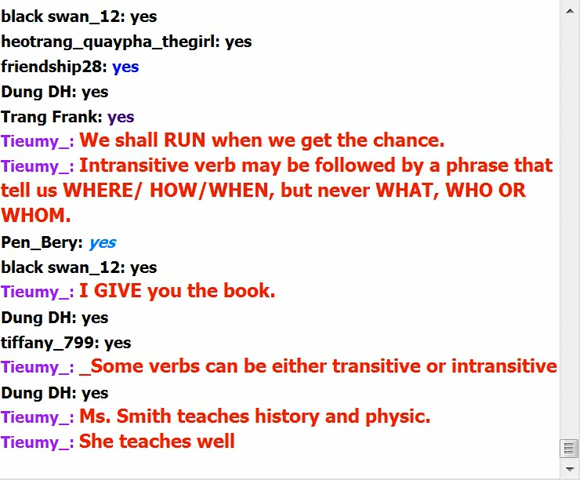 black swan_12: yes
heotrang_quaypha_thegirl: yes
friendship28: yes
Dung DH: yes
Trang Frank: yes
Tieumy_: We shall RUN when we get the chance.
Tieumy_: Intransitive verb may be followed by a phrase that
tell us WHERE/ HOW/WHEN, but never WHAT, WHO OR
WHOM.
Pen_Bery: yes
black swan_12: yes
Tieumy_: I GIVE you the book.
Dung DH: yes
tiffany_799: yes
Tieumy_: _Some verbs can be either transitive or intransitive
Dung DH: yes
Tieumy_: Ms. Smith teaches history and physic.
Tieumy_: She teaches well